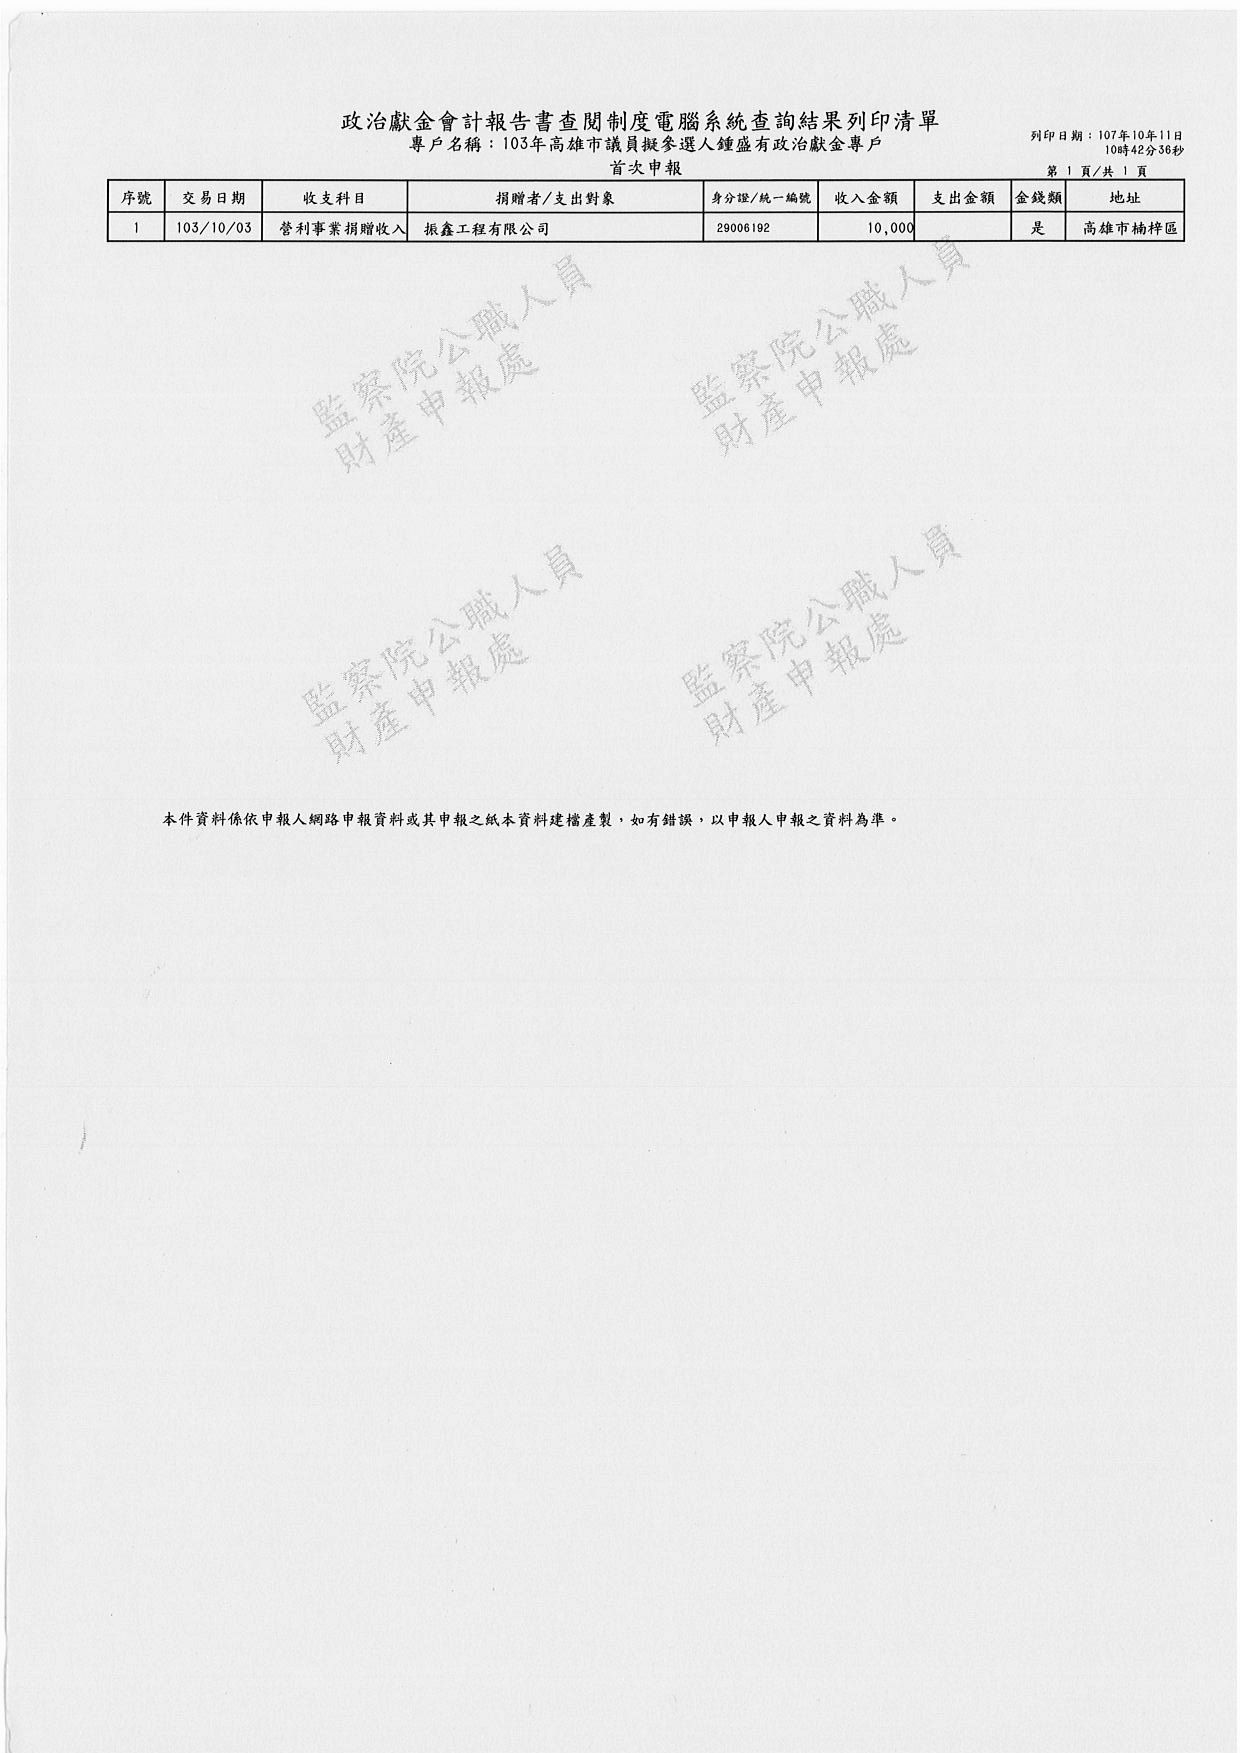 政治獻金會計報告書查閱制度電腦系統查詢結果列印清單
專戶名稱：103年高雄市議員擬參選人鍾盛有政治獻金專戶
首次申報
列印日期：107年10年11日
10時42分36秒
第 1 頁/共 1 頁
序號 交易日期 收支科目 捐贈者/支出對象 身分證/統一編號 收入金額 支出金額 金錢類 地址
1 103/10/03 營利事業捐贈收入 振鑫工程有限公司 29006192 10,000 是 高雄市楠梓區
監察院公職人員 監察院公職人員
財產申報處 財產申報處
監察院公職人員 監察院公職人員
財產申報處 財產申報處
本件資料係依申報人網路申報資料或其申報之紙本資料建檔產製，如有錯誤，以申報人申報之資料為準。